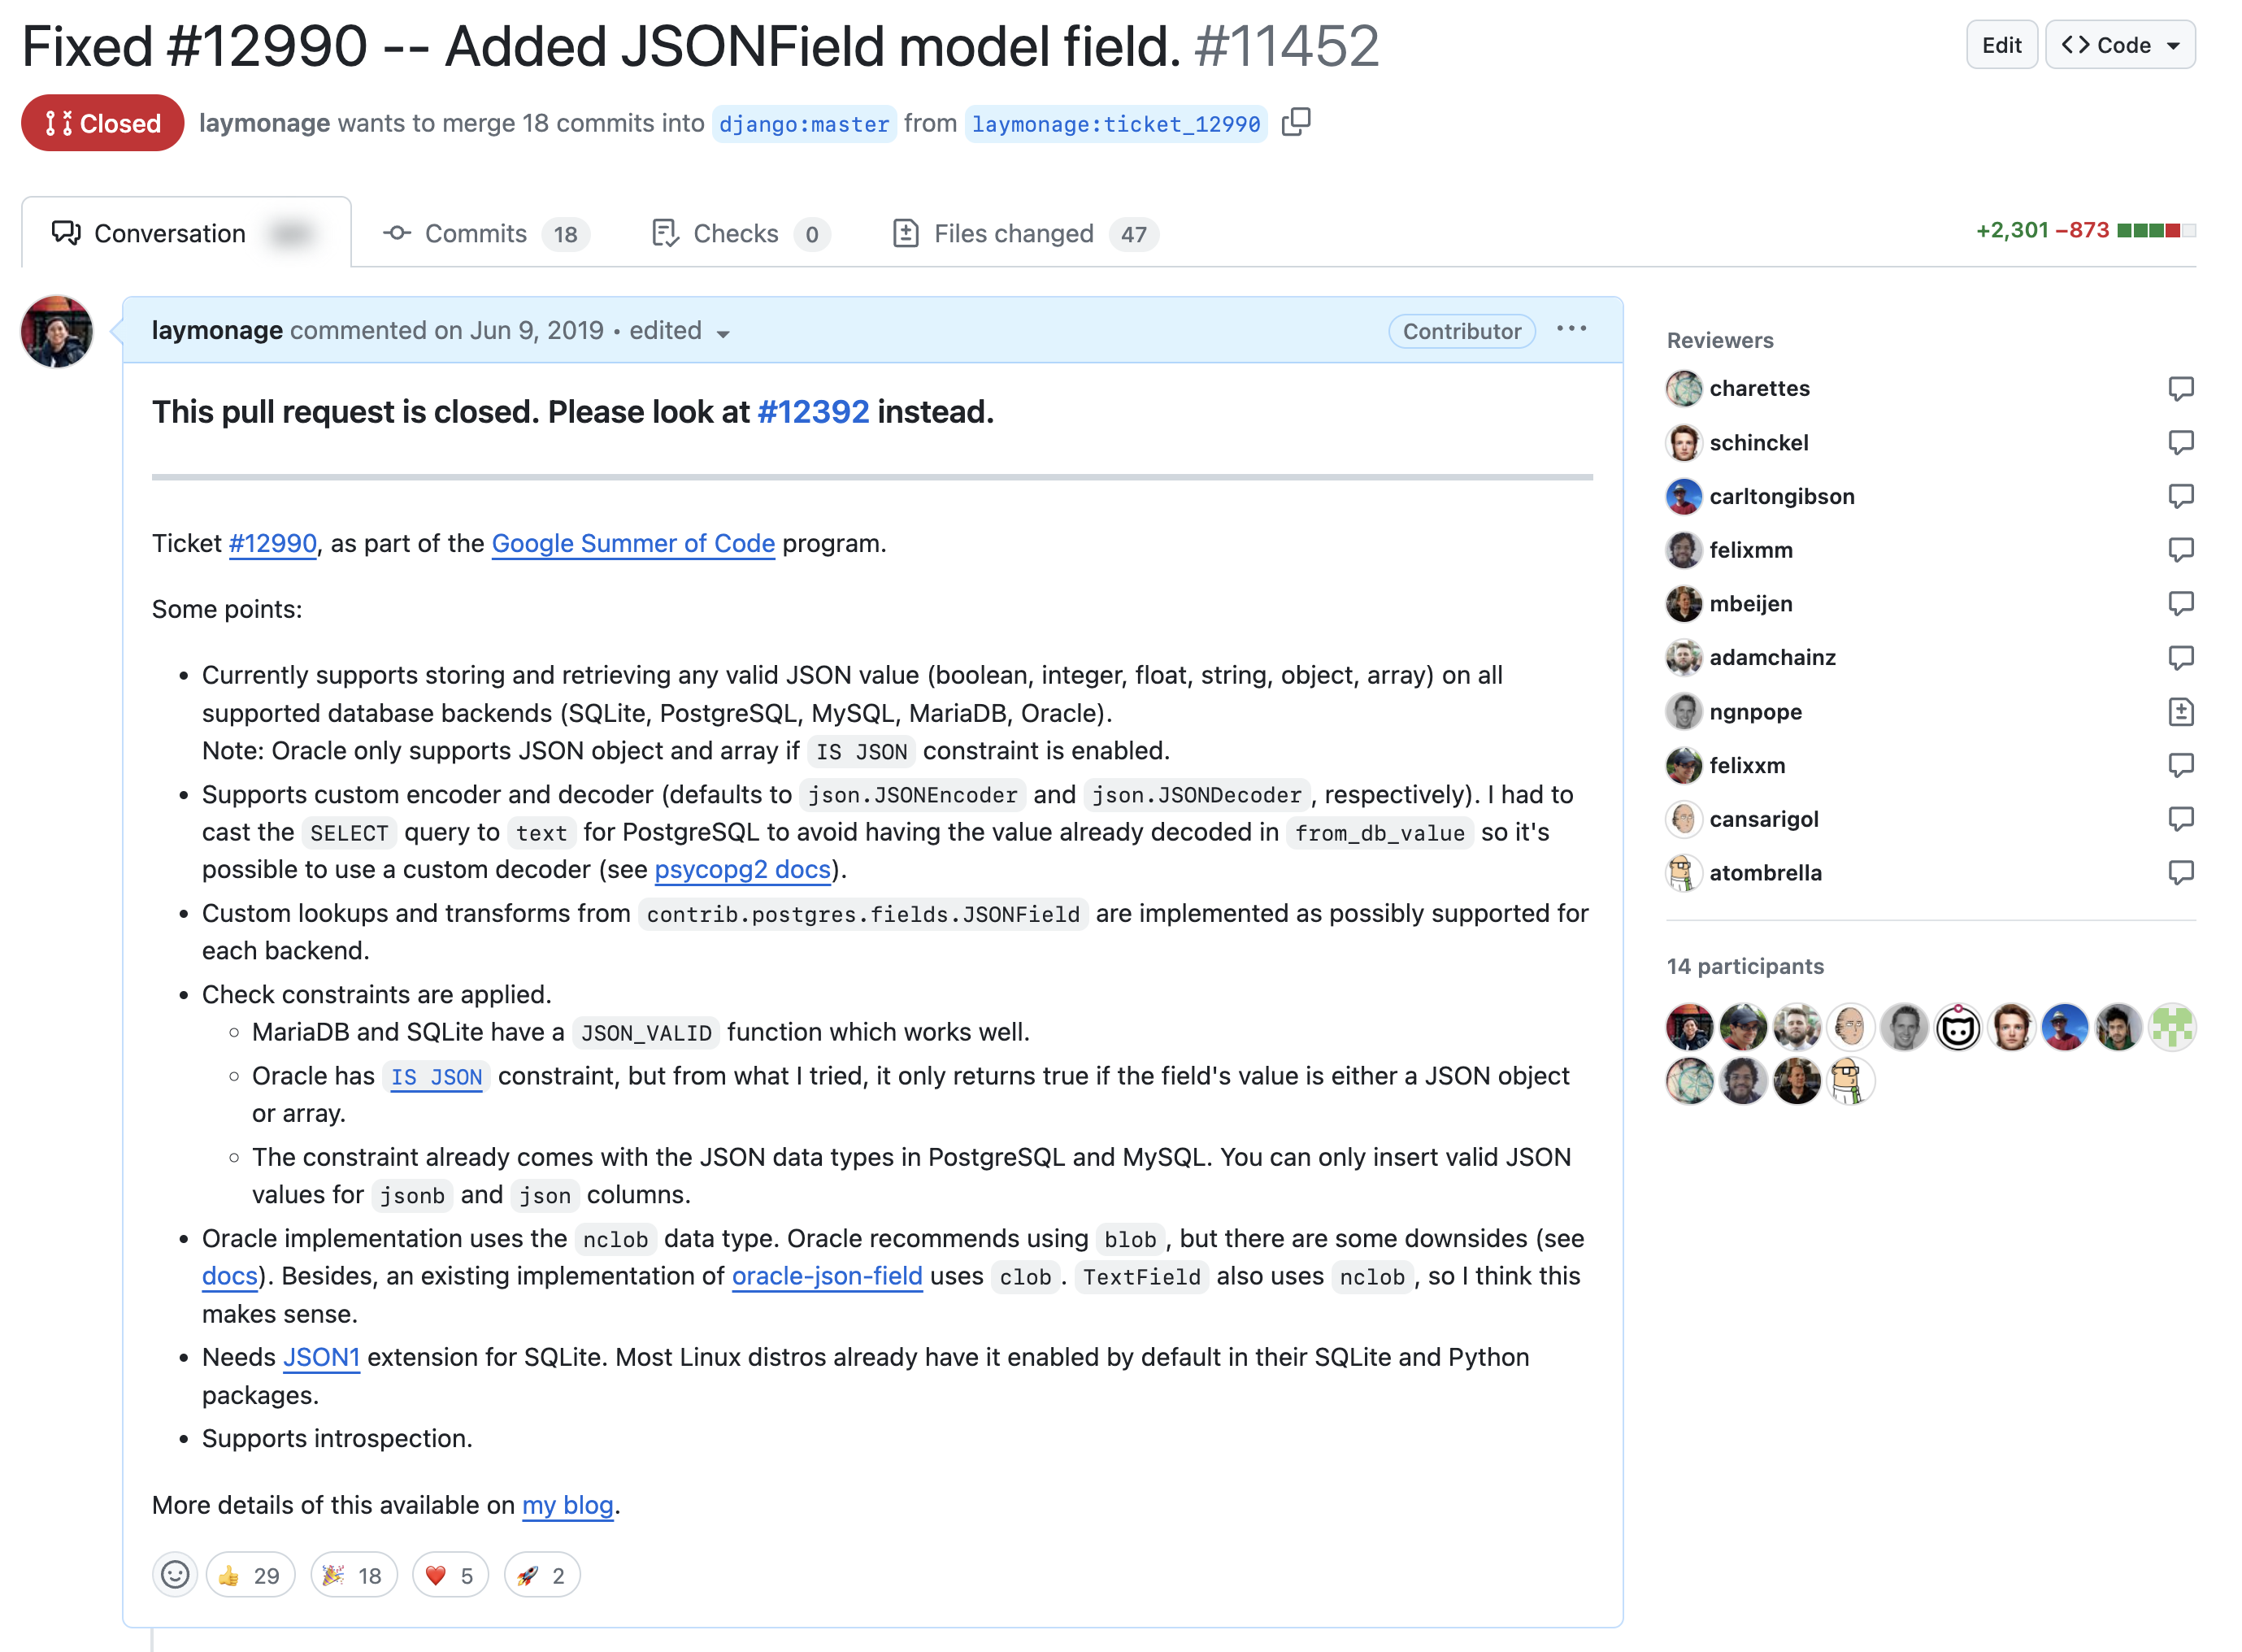 Fixed #12990 -- Added JSONField model field. #11452
Edit
Code
Closed
laymonage wants to merge 18 commits into django:master from laymonage:ticket_12990
Conversation
Commits 18
Checks 0
Files changed 47
+2,301 −873
laymonage commented on Jun 9, 2019 • edited
Contributor
This pull request is closed. Please look at #12392 instead.
Ticket #12990, as part of the Google Summer of Code program.
Some points:
• Currently supports storing and retrieving any valid JSON value (boolean, integer, float, string, object, array) on all
supported database backends (SQLite, PostgreSQL, MySQL, MariaDB, Oracle).
Note: Oracle only supports JSON object and array if IS JSON constraint is enabled.
• Supports custom encoder and decoder (defaults to json.JSONEncoder and json.JSONDecoder, respectively). I had to
cast the SELECT query to text for PostgreSQL to avoid having the value already decoded in from_db_value so it's
possible to use a custom decoder (see psycopg2 docs).
• Custom lookups and transforms from contrib.postgres.fields.JSONField are implemented as possibly supported for
each backend.
• Check constraints are applied.
◦ MariaDB and SQLite have a JSON_VALID function which works well.
◦ Oracle has IS JSON constraint, but from what I tried, it only returns true if the field's value is either a JSON object
or array.
◦ The constraint already comes with the JSON data types in PostgreSQL and MySQL. You can only insert valid JSON
values for jsonb and json columns.
• Oracle implementation uses the nclob data type. Oracle recommends using blob, but there are some downsides (see
docs). Besides, an existing implementation of oracle-json-field uses clob. TextField also uses nclob, so I think this
makes sense.
• Needs JSON1 extension for SQLite. Most Linux distros already have it enabled by default in their SQLite and Python
packages.
• Supports introspection.
More details of this available on my blog.
👍 29
🎉 18
❤️ 5
🚀 2
Reviewers
charettes
schinckel
carltongibson
felixmm
mbeijen
adamchainz
ngnpope
felixxm
cansarigol
atombrella
14 participants